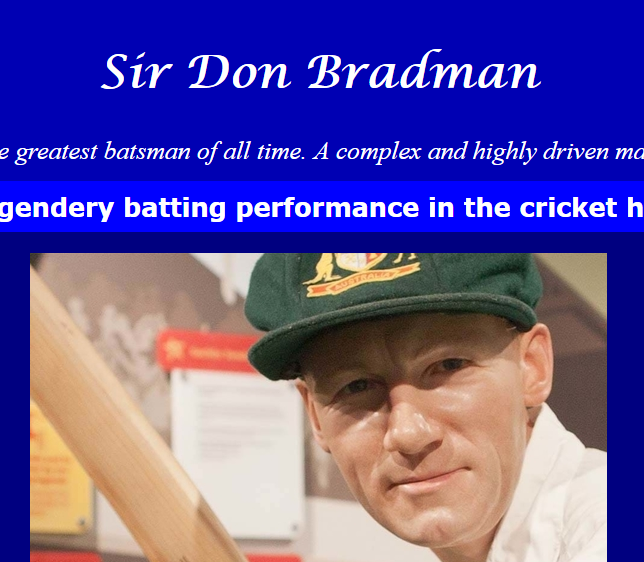 Sir Don Bradman
e greatest batsman of all time. A complex and highly driven ma
gendery batting performance in the cricket h
AUSTRALIA